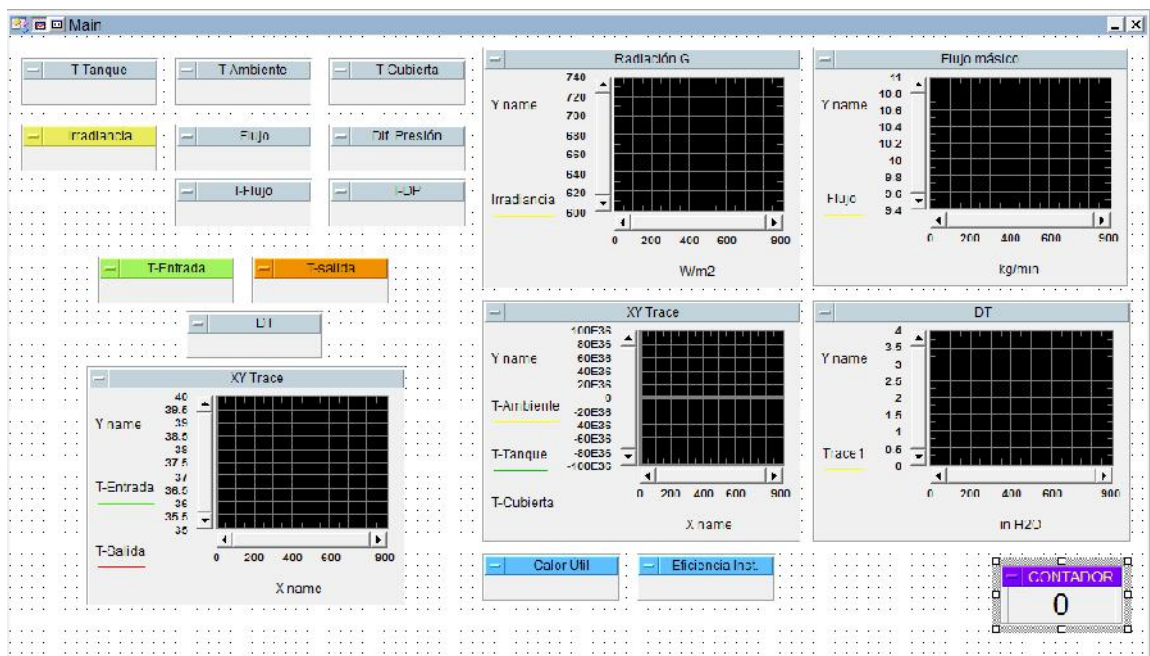 Main
T Tanque
T Ambiente
T Cubierta
Irradiancia
Flujo
Dif. Presión
T-Flujo
T-DP
T-Entrada
T-salida
DT
XY Trace
Y name
40
39.5
39
38.5
38
37.5
37
36.5
36
35.5
35
T-Entrada
T-Salida
0 200 400 600 900
X name
Radiación G
Y name
740
720
700
680
660
640
620
600
Irradiancia
0 200 400 600 900
W/m2
Flujo másico
Y name
11
10.8
10.6
10.4
10.2
10
9.8
9.6
9.4
Flujo
0 200 400 600 900
kg/min
XY Trace
Y name
100E36
80E36
60E36
40E36
20E36
0
-20E36
-40E36
-60E36
-80E36
-100E36
T-Ambiente
T-Tanque
T-Cubierta
0 200 400 600 900
X name
DT
Y name
4
3.5
3
2.5
2
1.5
1
0.5
0
Trace1
0 200 400 600 900
in H2O
Calor Util
Eficiencia Inst.
CONTADOR
0